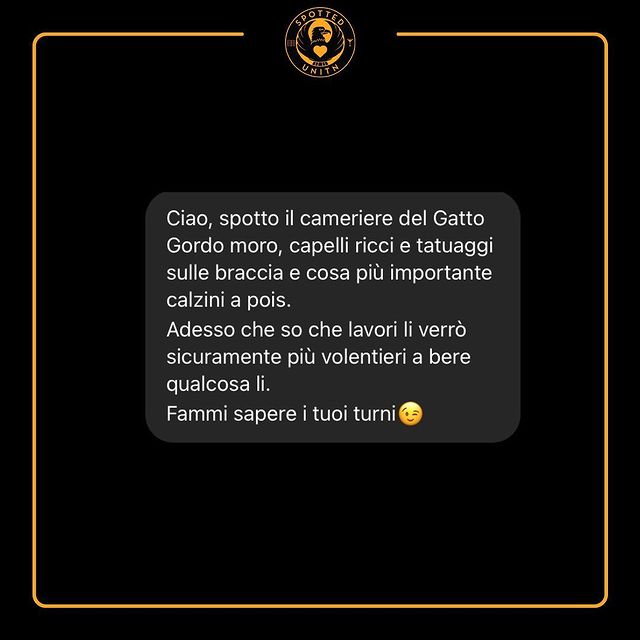 SPOTTED
UNITN
Ciao, spotto il cameriere del Gatto
Gordo moro, capelli ricci e tatuaggi
sulle braccia e cosa più importante
calzini a pois.
Adesso che so che lavori li verrò
sicuramente più volentieri a bere
qualcosa li.
Fammi sapere i tuoi turni😉